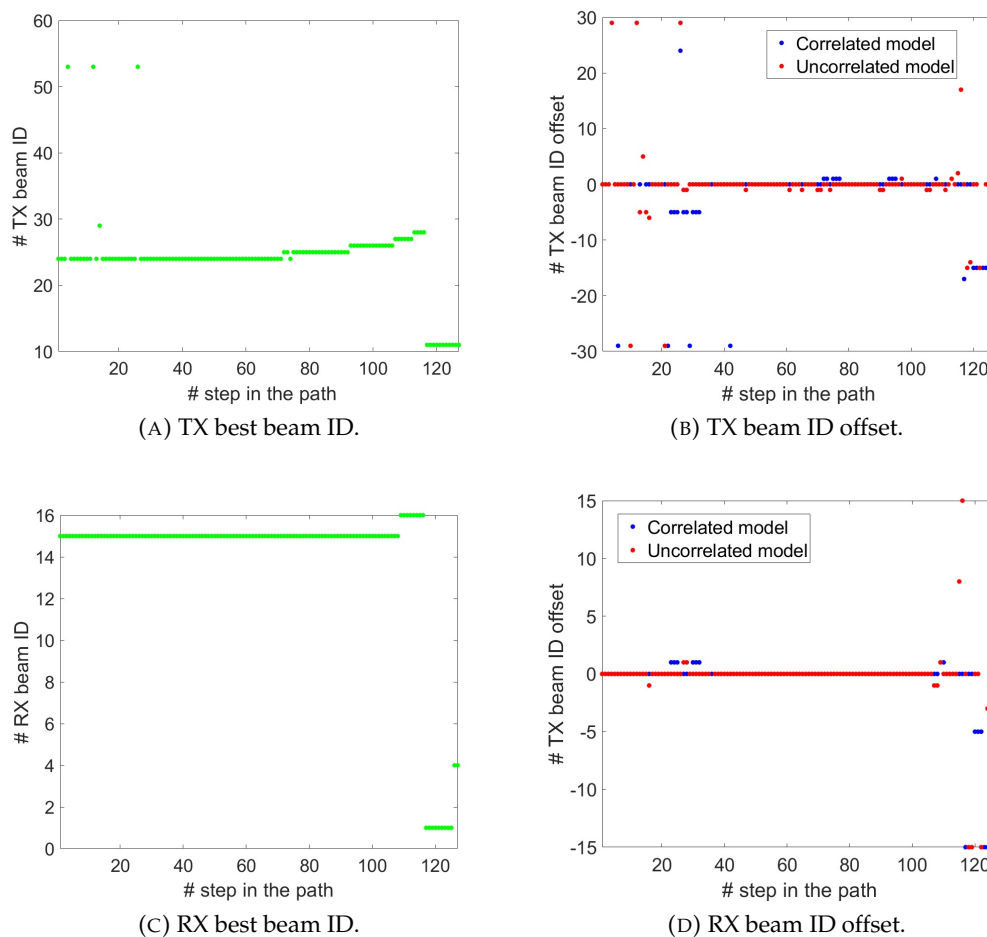 60
50
40
30
20
10
# TX beam ID
20 40 60 80 100 120
# step in the path
(A) TX best beam ID.
30
20
10
0
-10
-20
-30
# TX beam ID offset
Correlated model
Uncorrelated model
20 40 60 80 100 120
# step in the path
(B) TX beam ID offset.
16
14
12
10
8
6
4
2
0
# RX beam ID
20 40 60 80 100 120
# step in the path
(C) RX best beam ID.
15
10
5
0
-5
-10
-15
# TX beam ID offset
Correlated model
Uncorrelated model
20 40 60 80 100 120
# step in the path
(D) RX beam ID offset.